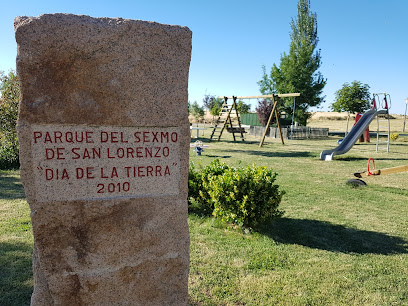 PARQUE DEL SEXMO
DE SAN LORENZO
DIA DE LA TIERRA
2010